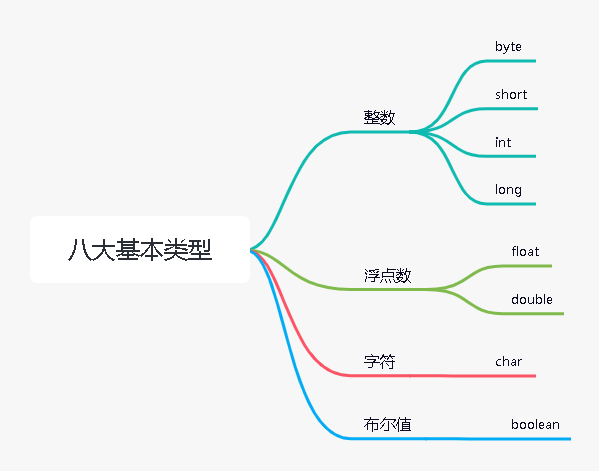 八大基本类型
整数
byte
short
int
long
浮点数
float
double
字符
char
布尔值
boolean